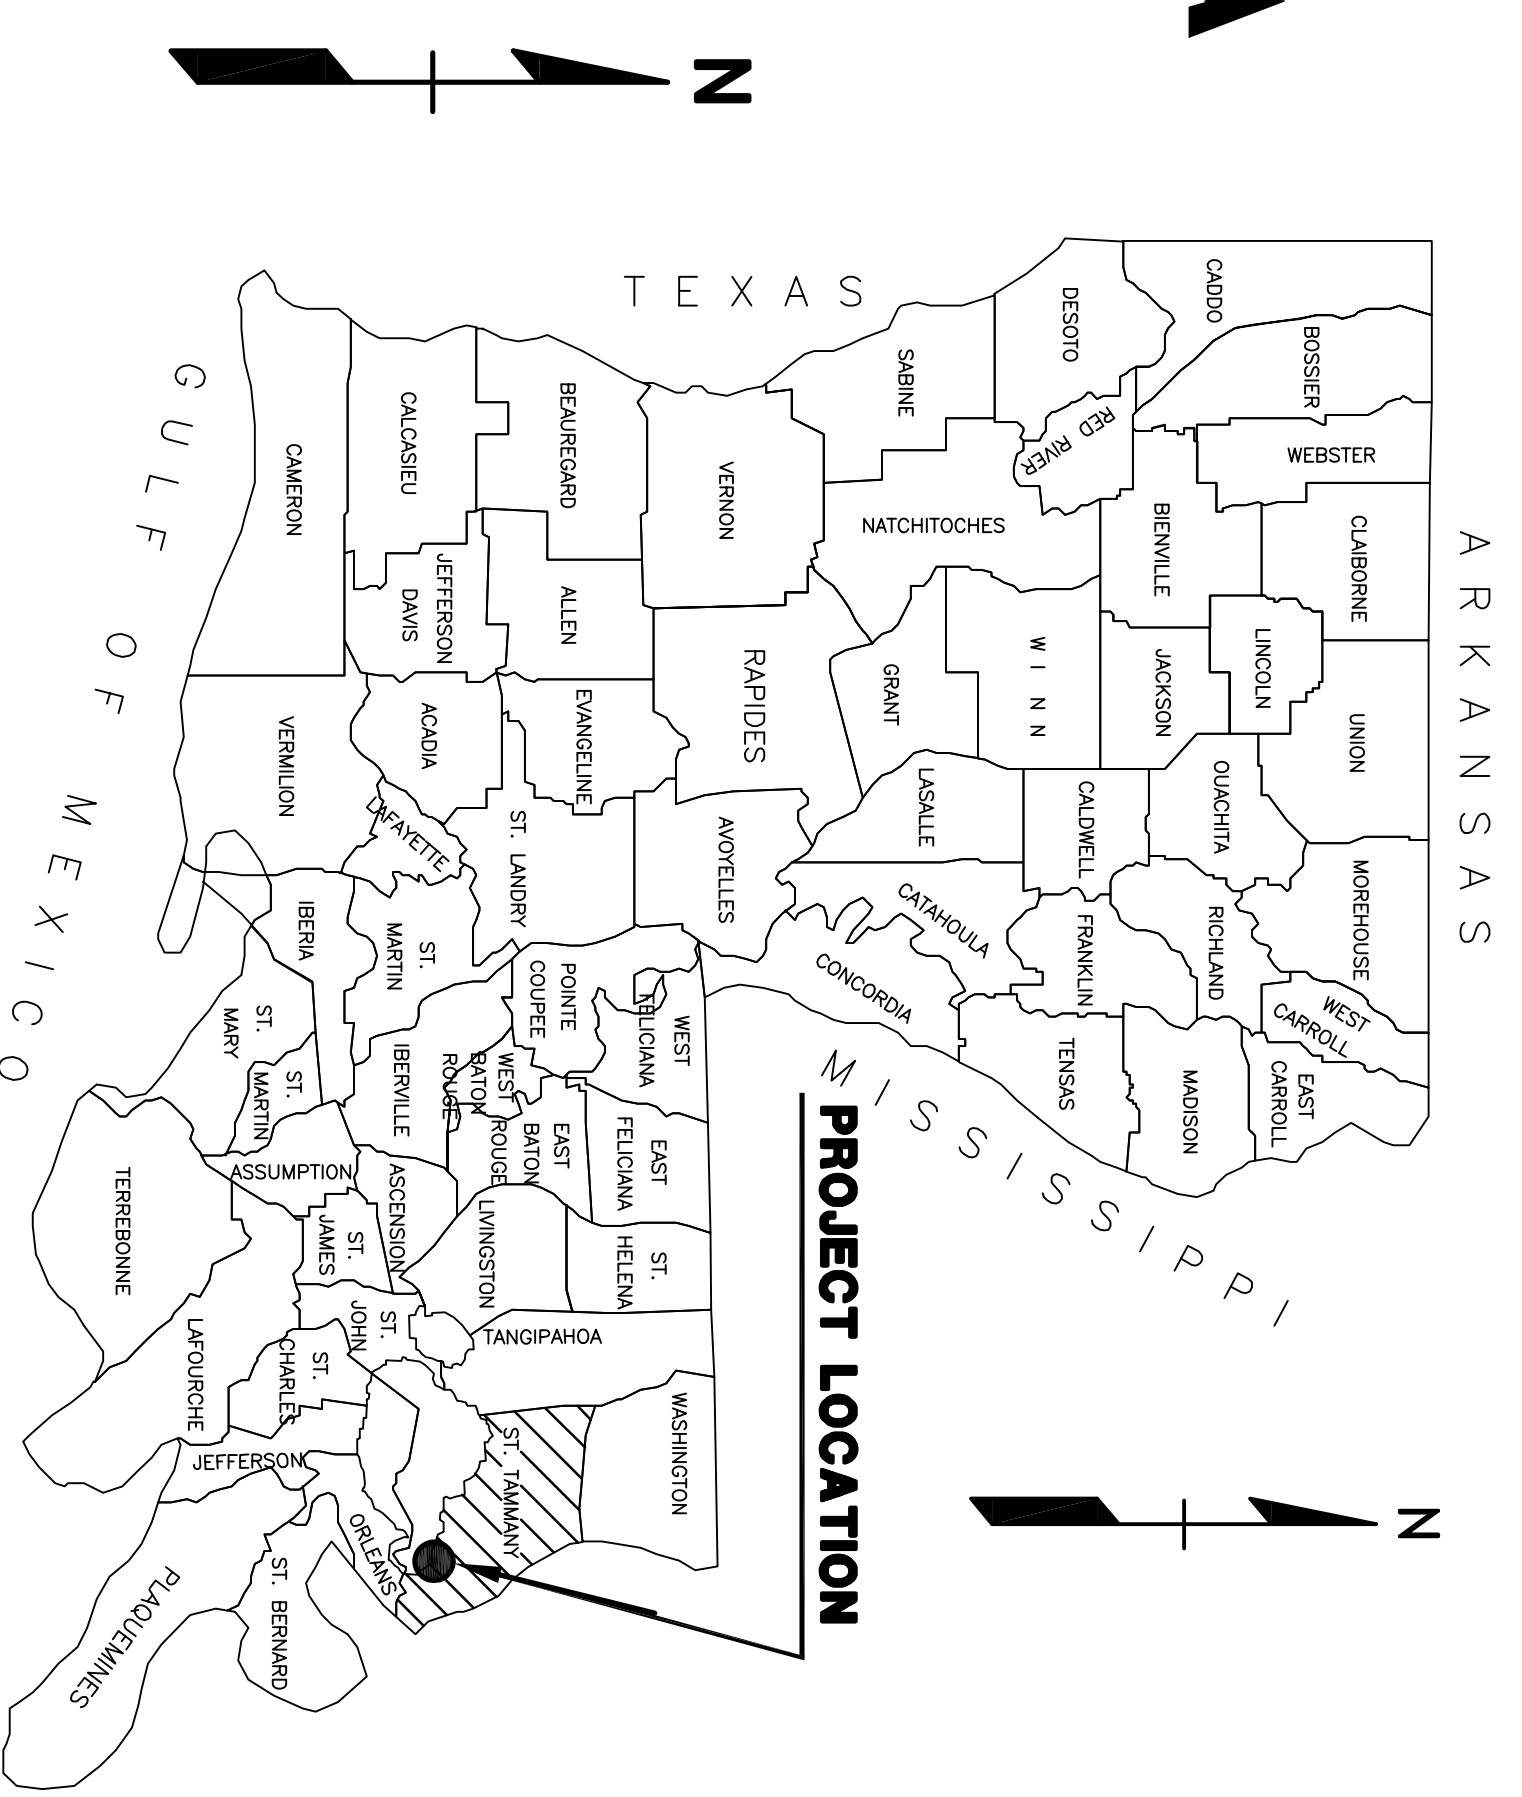 N
ARKANSAS
TEXAS
MISSISSIPPI
GULF OF MEXICO
PROJECT LOCATION
N
CADDO
BOSSIER
WEBSTER
CLAIBORNE
UNION
MOREHOUSE
WEST
CARROLL
EAST
CARROLL
DESOTO
RED RIVER
BIENVILLE
LINCOLN
JACKSON
OUACHITA
RICHLAND
MADISON
SABINE
NATCHITOCHES
WINN
CALDWELL
FRANKLIN
TENSAS
GRANT
LASALLE
CATAHOULA
CONCORDIA
VERNON
RAPIDES
AVOYELLES
BEAUREGARD
ALLEN
EVANGELINE
ST. LANDRY
POINTE
COUPEE
WEST
FELICIANA
EAST
FELICIANA
ST.
HELENA
TANGIPAHOA
WASHINGTON
CALCASIEU
JEFFERSON
DAVIS
ACADIA
LAFAYETTE
ST.
MARTIN
IBERVILLE
WEST
BATON
ROUGE
EAST
BATON
ROUGE
LIVINGSTON
ST. TAMMANY
CAMERON
VERMILION
IBERIA
ST.
MARY
ST.
MARTIN
ASSUMPTION
ASCENSION
ST.
JAMES
ST.
JOHN
ST.
CHARLES
TERREBONNE
LAFOURCHE
JEFFERSON
ORLEANS
ST. BERNARD
PLAQUEMINES